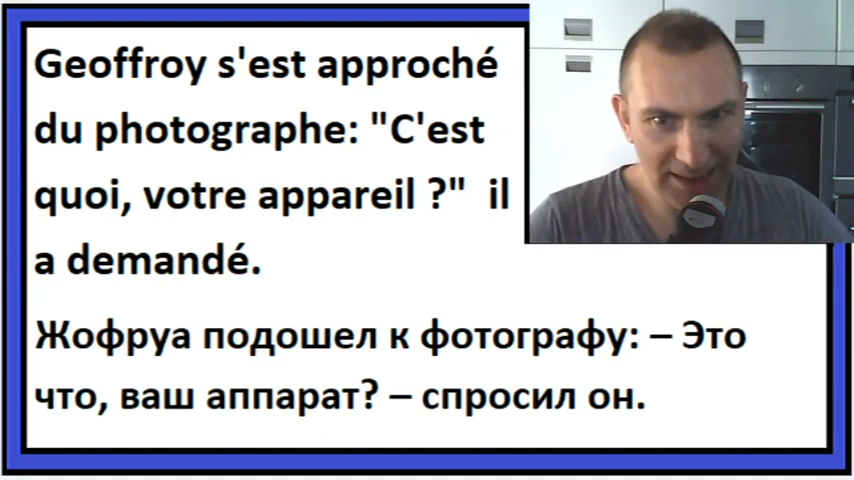 Geoffroy s'est approché
du photographe: "C'est
quoi, votre appareil ?" il
a demandé.
Жофруа подошел к фотографу: – Это
что, ваш аппарат? – спросил он.